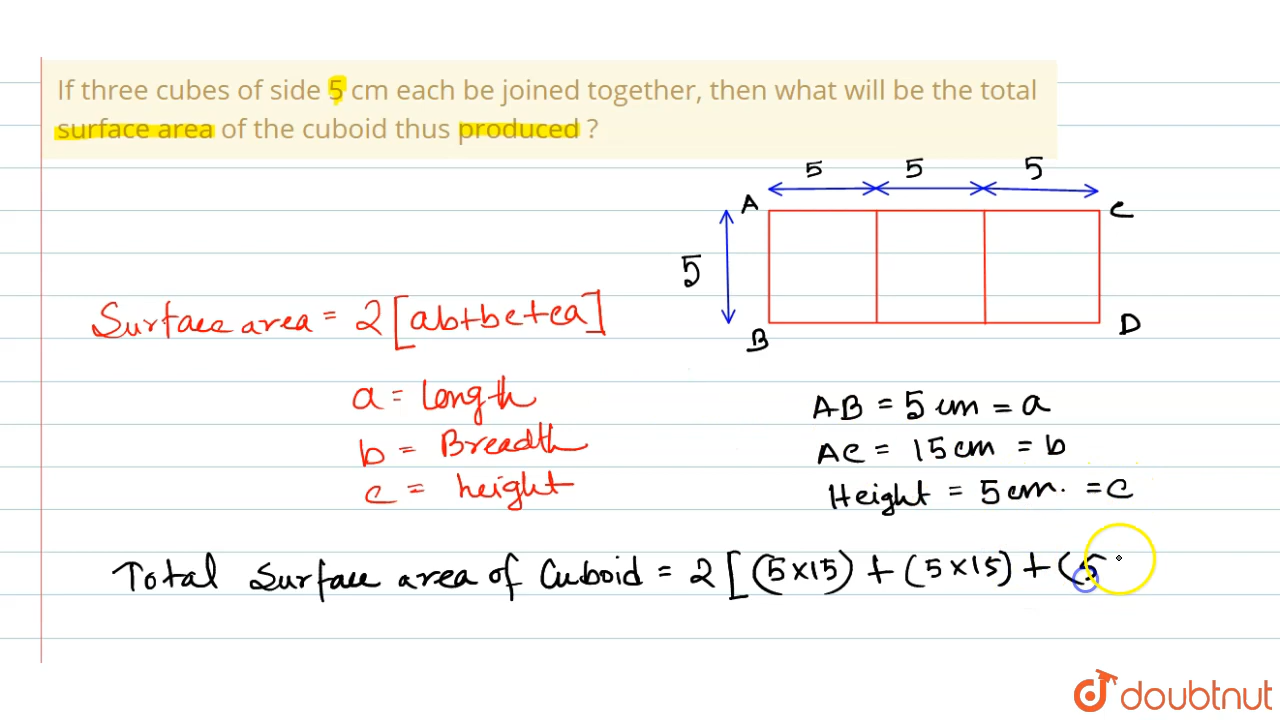 If three cubes of side 5 cm each be joined together, then what will be the total
surface area of the cuboid thus produced ?
5 5 5
A C
5
B D
Surface area = 2 [ab+bc+ca]
a = Length
b = Breadth
c = height
AB = 5 cm = a
AC = 15 cm = b
Height = 5 cm. = c
Total Surface area of Cuboid = 2 [(5×15) + (5×15) + (5
doubtnut